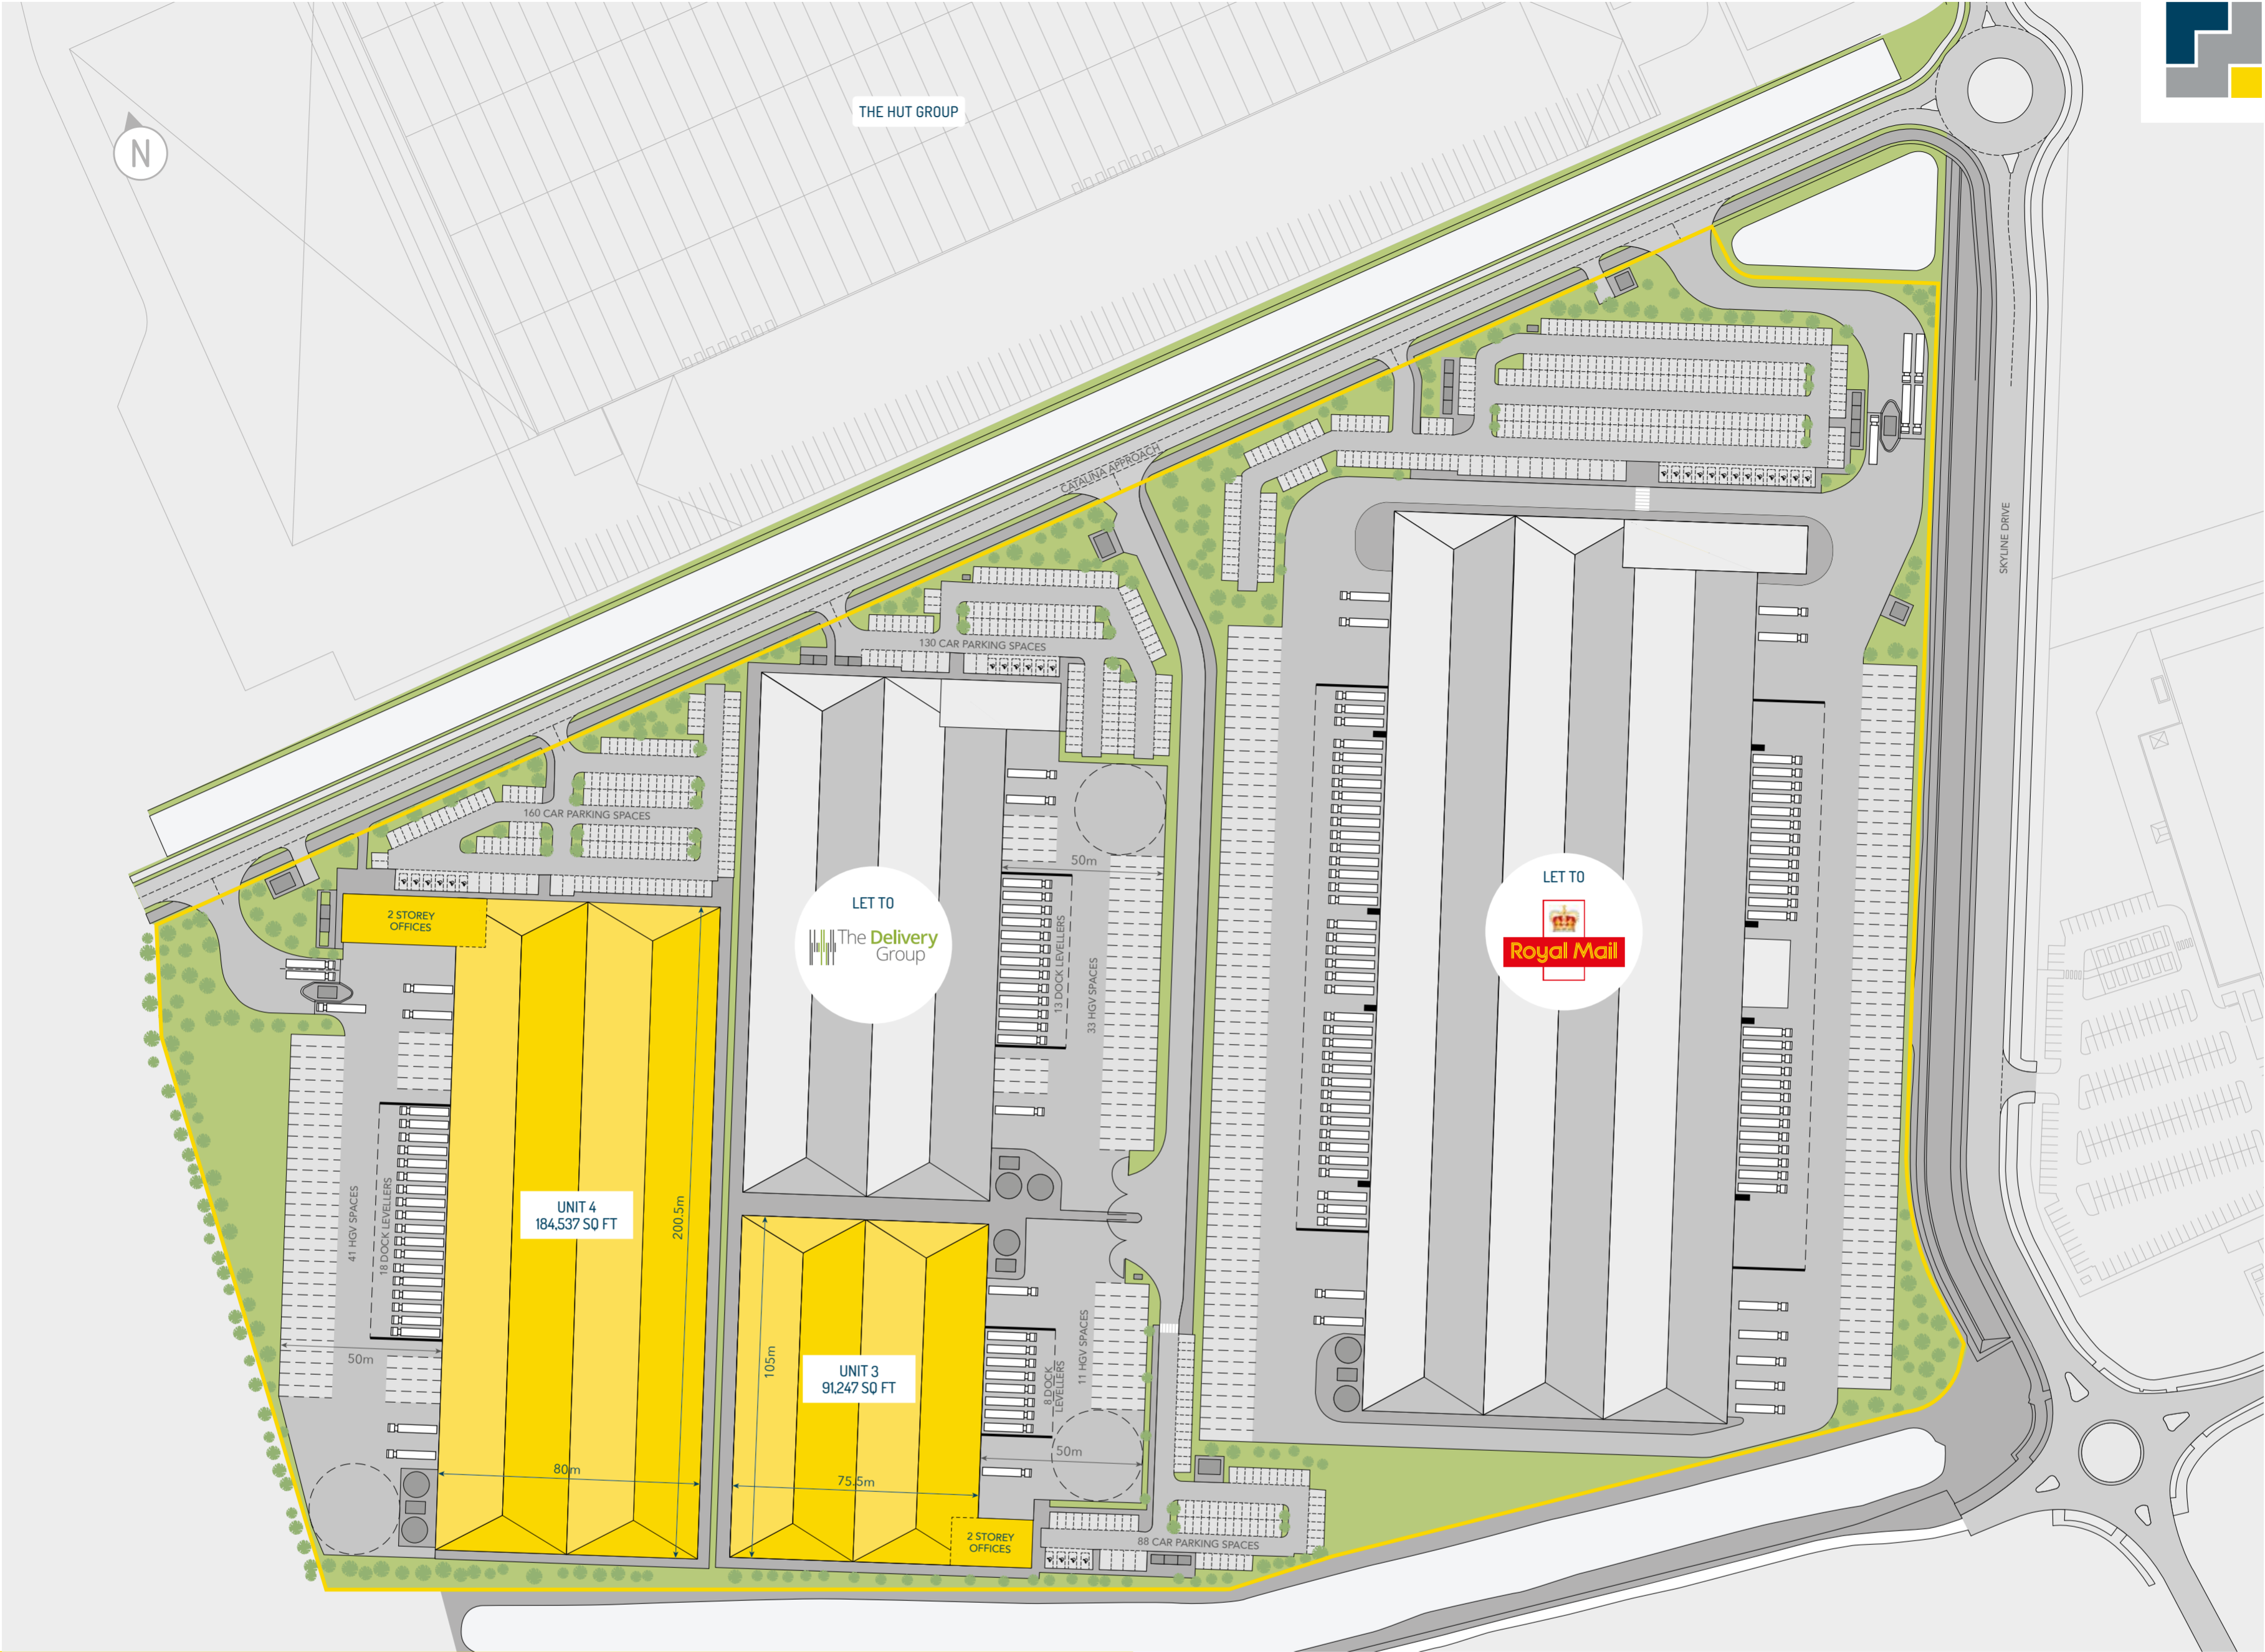 THE HUT GROUP
N
CATALINA APPROACH
SKYLINE DRIVE
130 CAR PARKING SPACES
160 CAR PARKING SPACES
50m
LET TO
The Delivery
Group
LET TO
Royal Mail
2 STOREY
OFFICES
13 DOCK LEVELLERS
33 HGV SPACES
41 HGV SPACES
18 DOCK LEVELLERS
UNIT 4
184,537 SQ FT
200.5m
50m
80m
105m
UNIT 3
91,247 SQ FT
8 DOCK
LEVELLERS
11 HGV SPACES
50m
75.5m
2 STOREY
OFFICES
88 CAR PARKING SPACES